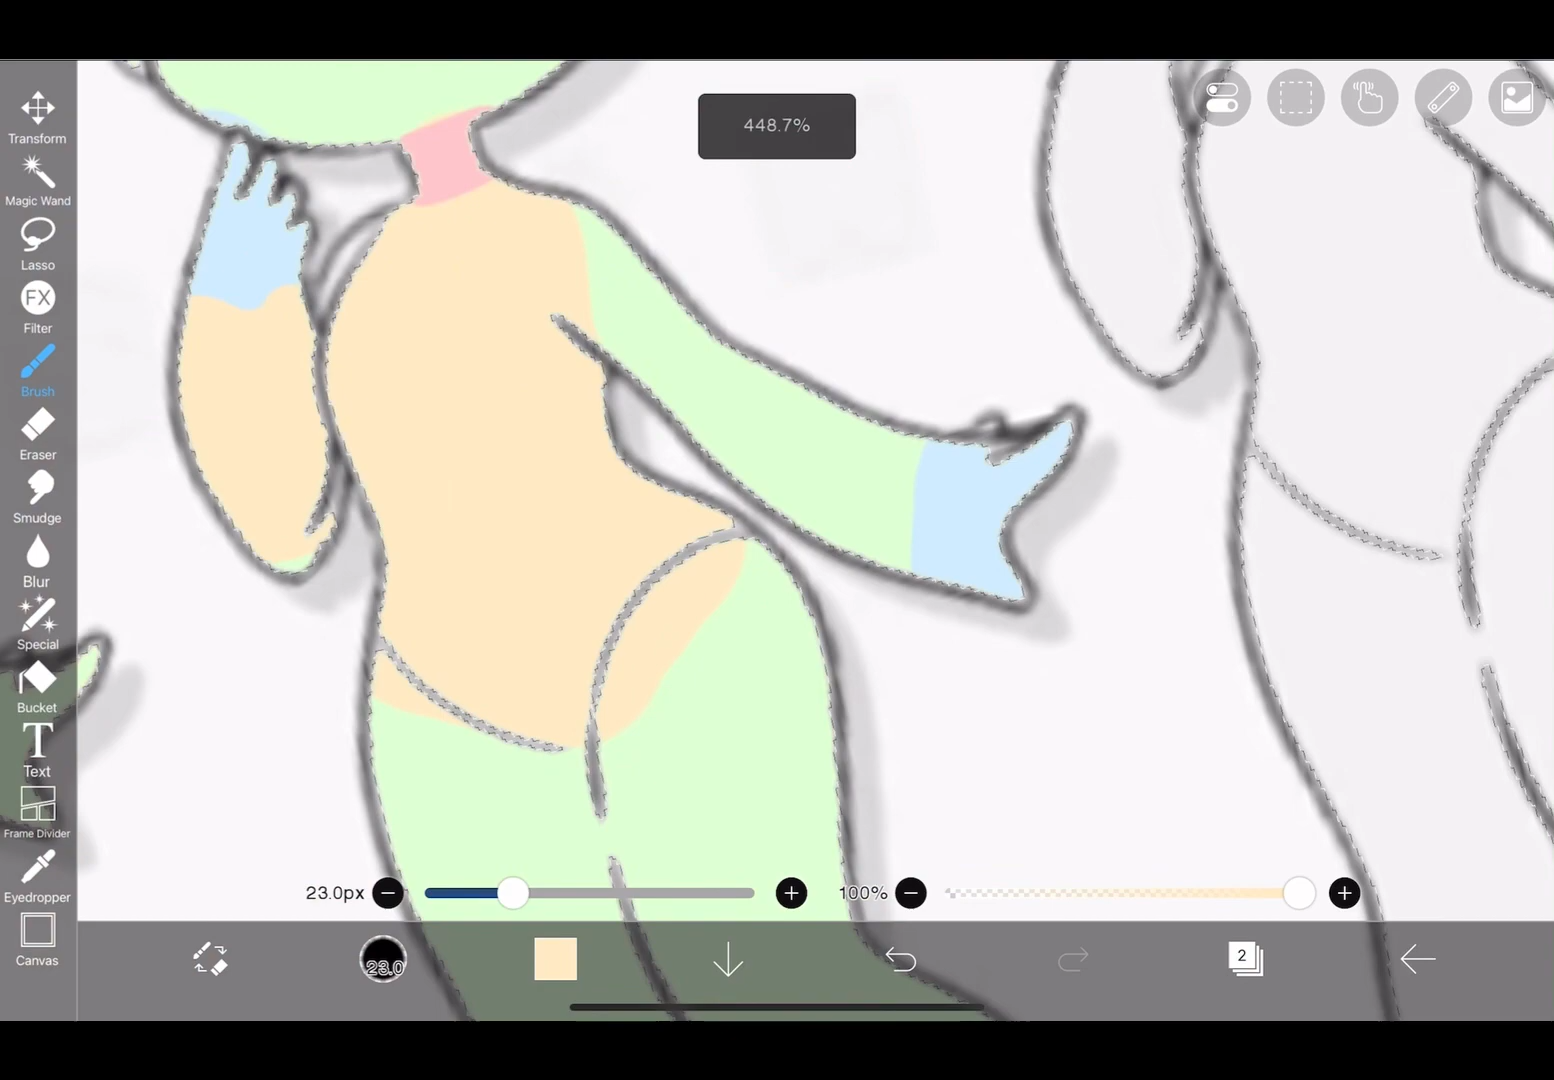 448.7%
Transform
Magic Wand
Lasso
FX
Filter
Brush
Eraser
Smudge
Blur
Special
Bucket
T
Text
Frame Divider
Eyedropper
Canvas
23.0px
100%
23.0
2